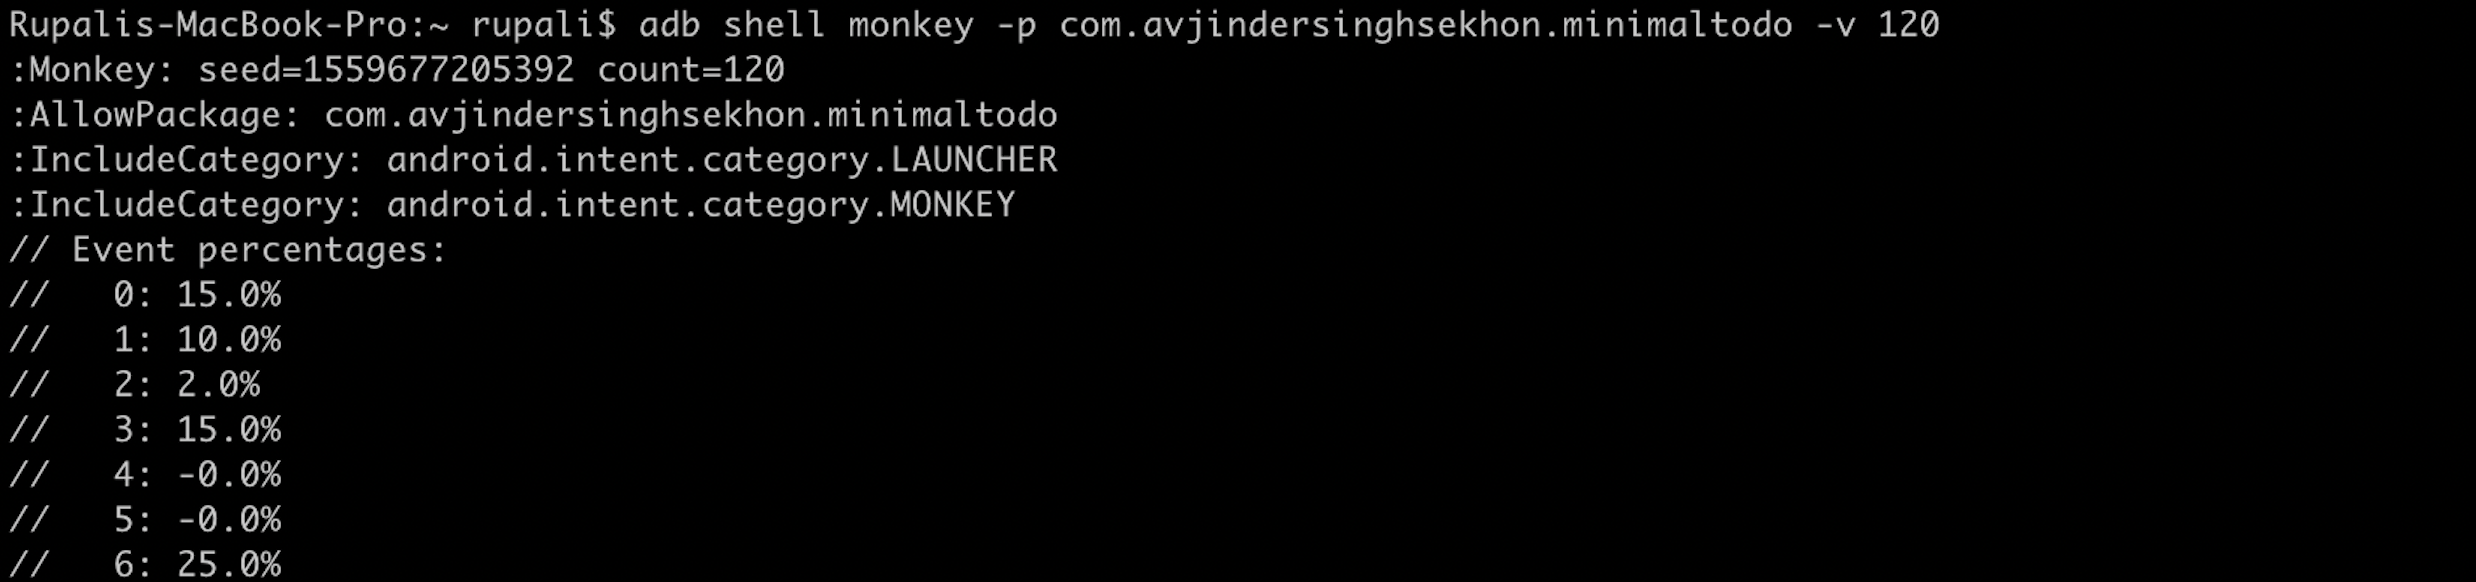 Rupalis-MacBook-Pro:~ rupali$ adb shell monkey -p com.avjindersinghsekhon.minimaltodo -v 120
:Monkey: seed=1559677205392 count=120
:AllowPackage: com.avjindersinghsekhon.minimaltodo
:IncludeCategory: android.intent.category.LAUNCHER
:IncludeCategory: android.intent.category.MONKEY
// Event percentages:
//   0: 15.0%
//   1: 10.0%
//   2: 2.0%
//   3: 15.0%
//   4: -0.0%
//   5: -0.0%
//   6: 25.0%